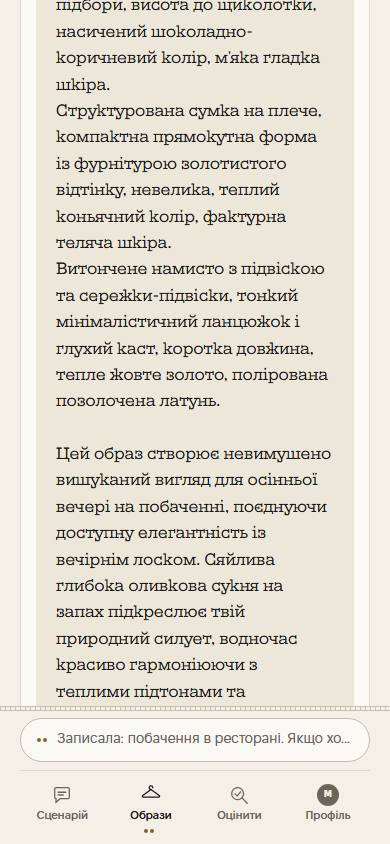 підбори, висота до щиколотки,
насичений шоколадно-
коричневий колір, м'яка гладка
шкіра.
Структурована сумка на плече,
компактна прямокутна форма
із фурнітурою золотистого
відтінку, невелика, теплий
коньячний колір, фактурна
теляча шкіра.
Витончене намисто з підвіскою
та сережки-підвіски, тонкий
мінімалістичний ланцюжок і
глухий каст, коротка довжина,
тепле жовте золото, полірована
позолочена латунь.
Цей образ створює невимушено
вишуканий вигляд для осінньої
вечері на побаченні, поєднуючи
доступну елегантність із
вечірнім лоском. Сяйлива
глибока оливкова сукня на
запах підкреслює твій
природний силует, водночас
красиво гармоніюючи з
теплими підтонами та
Записала: побачення в ресторані. Якщо хо...
Сценарій
Образи
Оцінити
М
Профіль